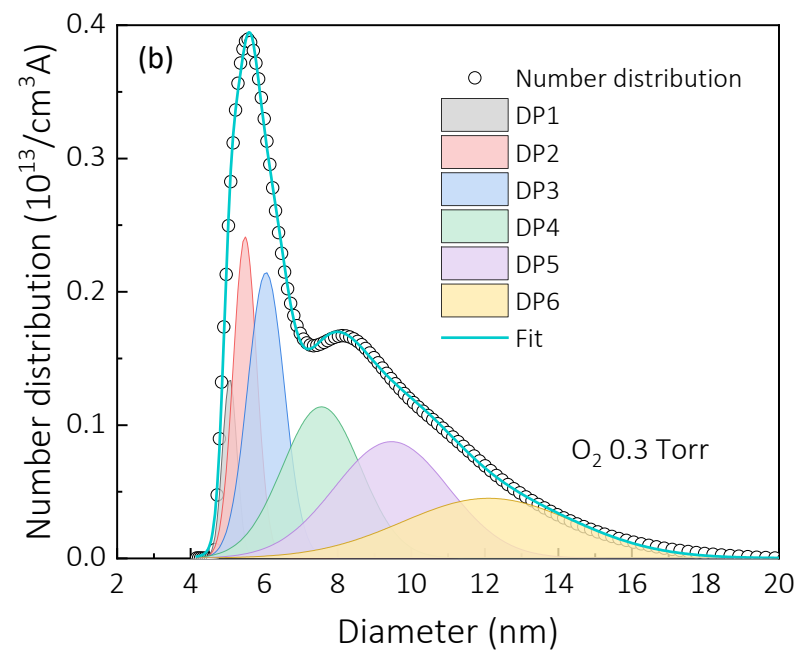 (b)
Number distribution
DP1
DP2
DP3
DP4
DP5
DP6
Fit
O₂ 0.3 Torr
Number distribution (10¹³/cm³A)
0.4
0.3
0.2
0.1
0.0
2 4 6 8 10 12 14 16 18 20
Diameter (nm)